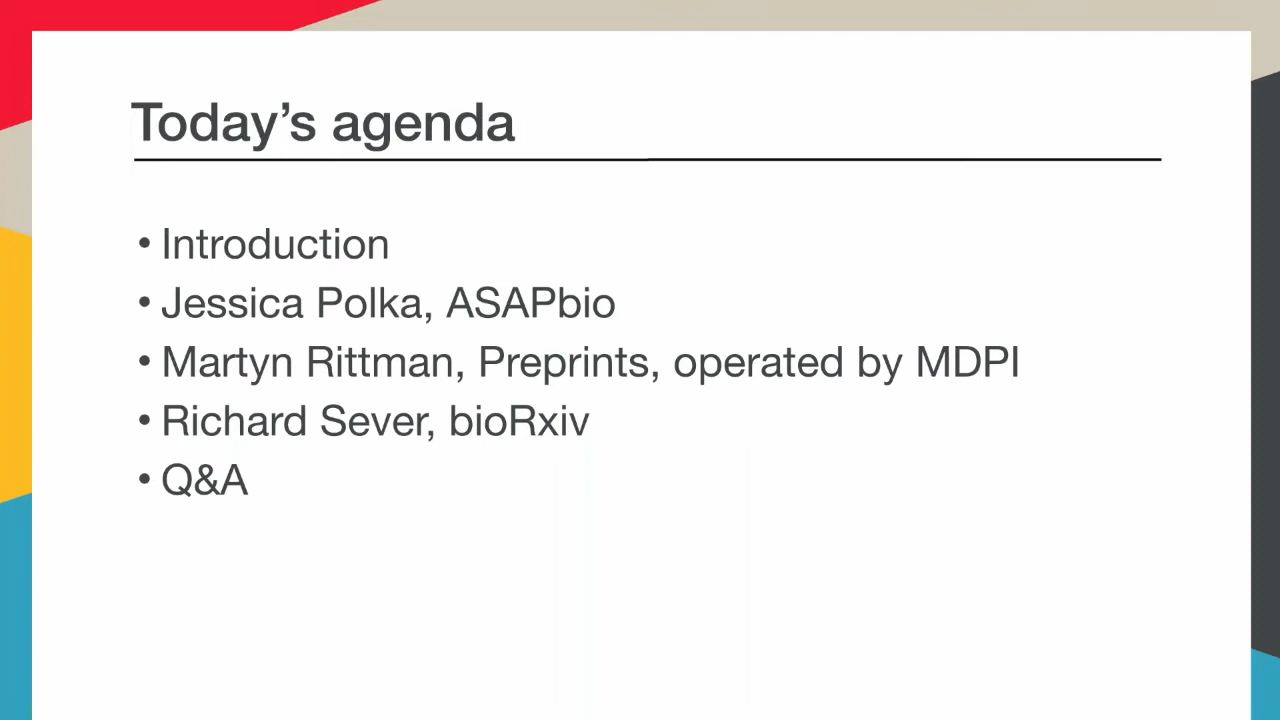 Today’s agenda
• Introduction
• Jessica Polka, ASAPbio
• Martyn Rittman, Preprints, operated by MDPI
• Richard Sever, bioRxiv
• Q&A